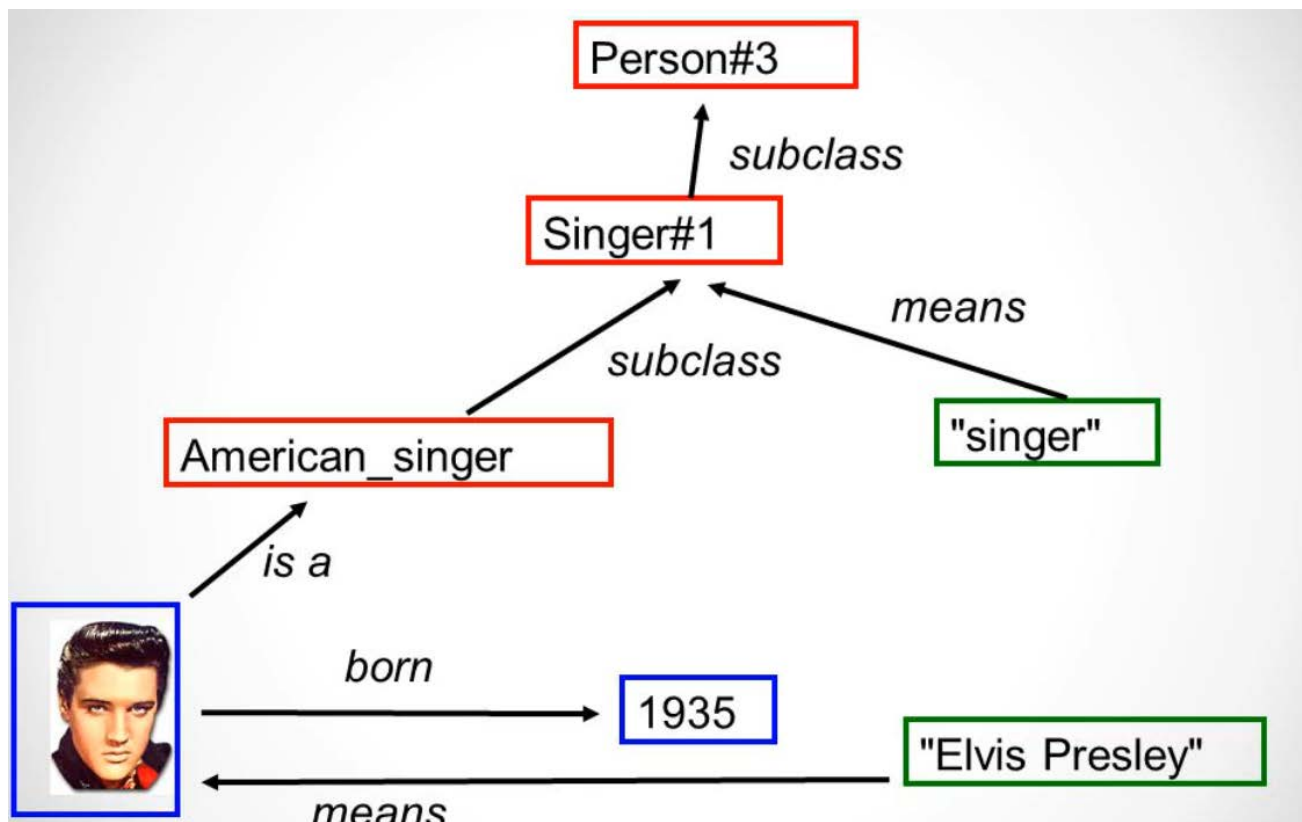 Person#3
subclass
Singer#1
means
subclass
"singer"
American_singer
is a
born
1935
"Elvis Presley"
means